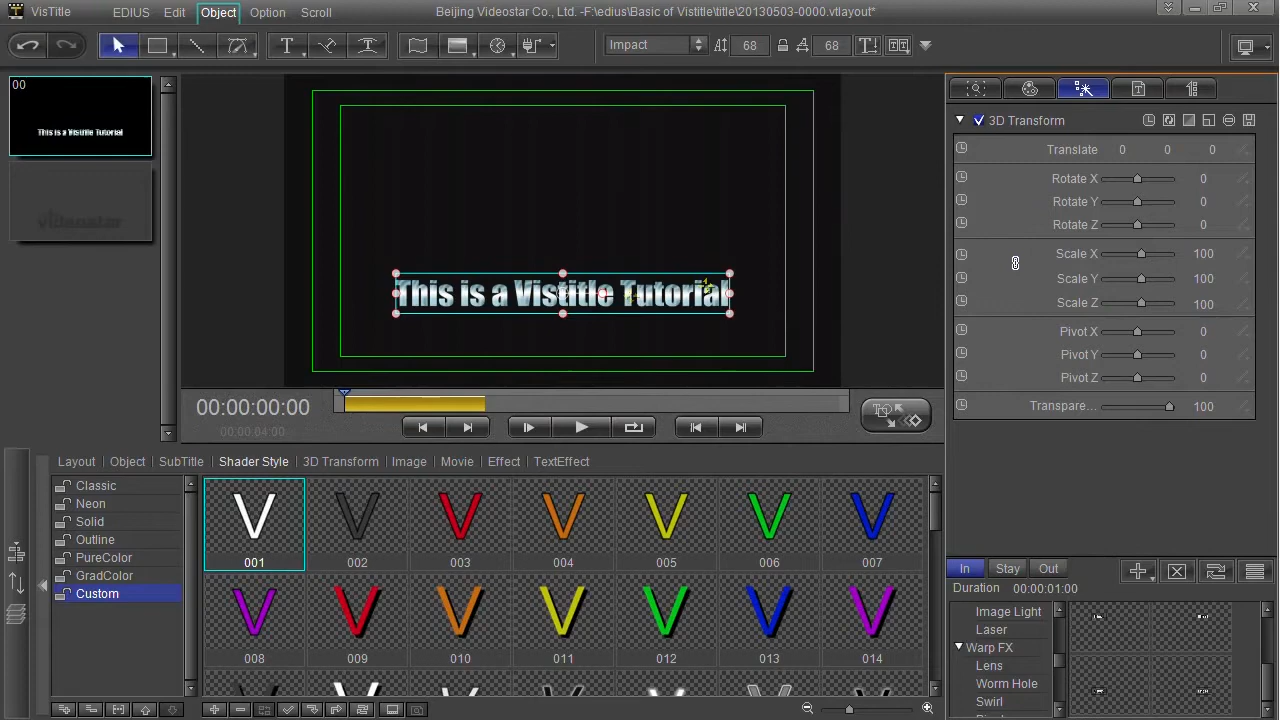 VisTitle EDIUS Edit Object Option Scroll Beijing Videostar Co., Ltd. -F:\edius\Basic of Vistitle\title\20130503-0000.vtlayout*
Impact 68 68
00
This is a Vistitle Tutorial
videostar
This is a Vistitle Tutorial
3D Transform
Translate 0 0 0
Rotate X 0
Rotate Y 0
Rotate Z 0
Scale X 100
Scale Y 100
Scale Z 100
Pivot X 0
Pivot Y 0
Pivot Z 0
Transpare... 100
00:00:00:00
00:00:04:00
Layout Object SubTitle Shader Style 3D Transform Image Movie Effect TextEffect
Classic
Neon
Solid
Outline
PureColor
GradColor
Custom
V V V V V V V
001 002 003 004 005 006 007
V V V V V V V
008 009 010 011 012 013 014
In Stay Out
Duration 00:00:01:00
Image Light
Laser
Warp FX
Lens
Worm Hole
Swirl